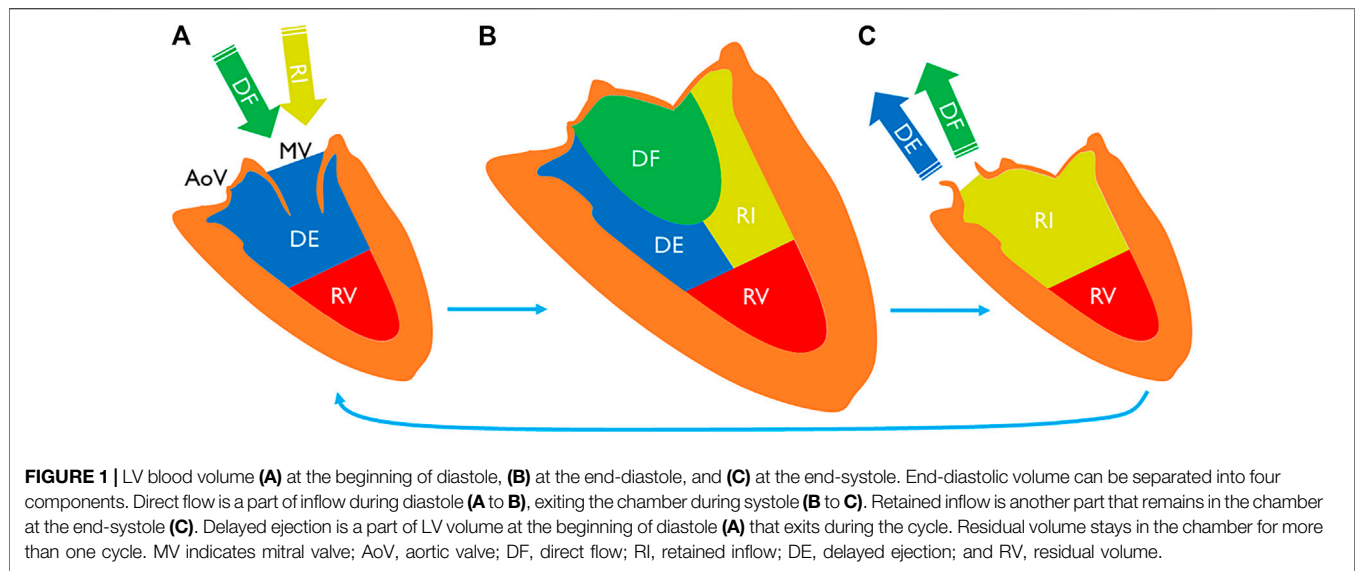 A
B
C
DF
RI
MV
AoV
DE
RV
DF
RI
DE
RV
DE
DF
RI
RV
FIGURE 1 | LV blood volume (A) at the beginning of diastole, (B) at the end-diastole, and (C) at the end-systole. End-diastolic volume can be separated into four
components. Direct flow is a part of inflow during diastole (A to B), exiting the chamber during systole (B to C). Retained inflow is another part that remains in the chamber
at the end-systole (C). Delayed ejection is a part of LV volume at the beginning of diastole (A) that exits during the cycle. Residual volume stays in the chamber for more
than one cycle. MV indicates mitral valve; AoV, aortic valve; DF, direct flow; RI, retained inflow; DE, delayed ejection; and RV, residual volume.